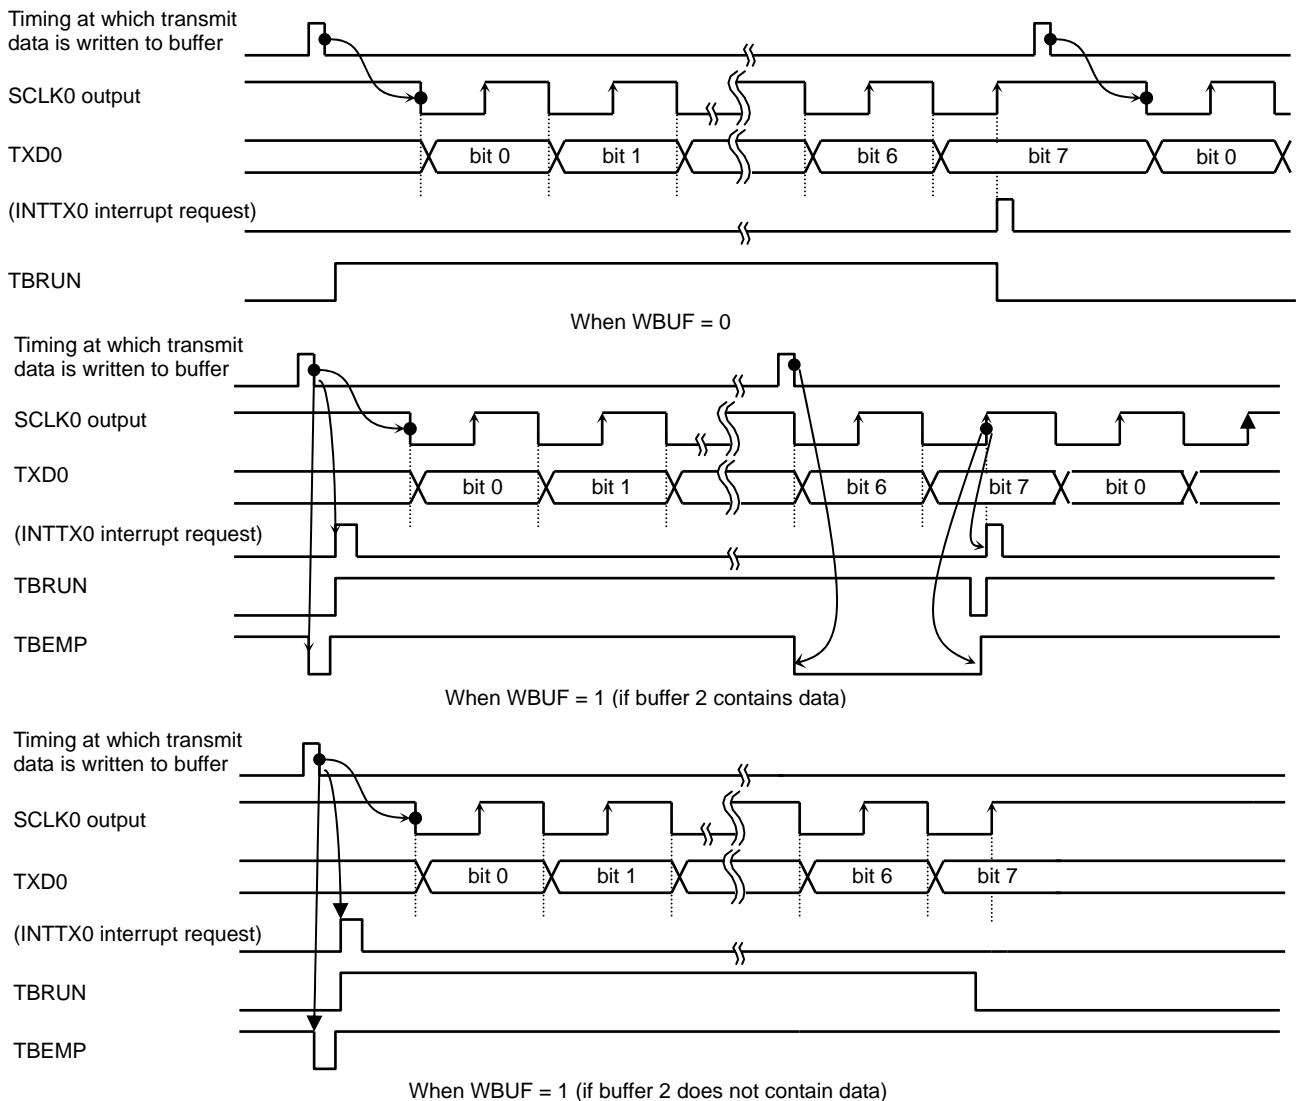 Timing at which transmit
data is written to buffer
SCLK0 output
TXD0
bit 0
bit 1
bit 6
bit 7
bit 0
(INTTX0 interrupt request)
TBRUN
When WBUF = 0
Timing at which transmit
data is written to buffer
SCLK0 output
TXD0
bit 0
bit 1
bit 6
bit 7
bit 0
(INTTX0 interrupt request)
TBRUN
TBEMP
When WBUF = 1 (if buffer 2 contains data)
Timing at which transmit
data is written to buffer
SCLK0 output
TXD0
bit 0
bit 1
bit 6
bit 7
(INTTX0 interrupt request)
TBRUN
TBEMP
When WBUF = 1 (if buffer 2 does not contain data)